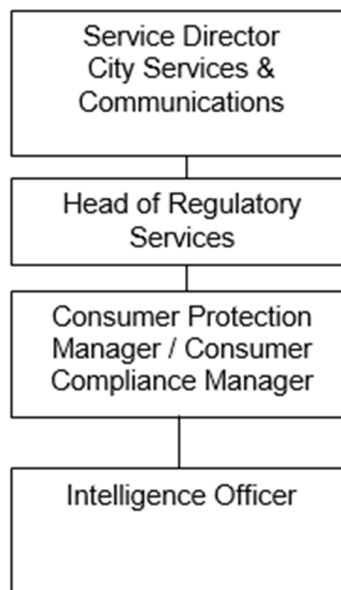 Service Director
City Services &
Communications
Head of Regulatory
Services
Consumer Protection
Manager / Consumer
Compliance Manager
Intelligence Officer